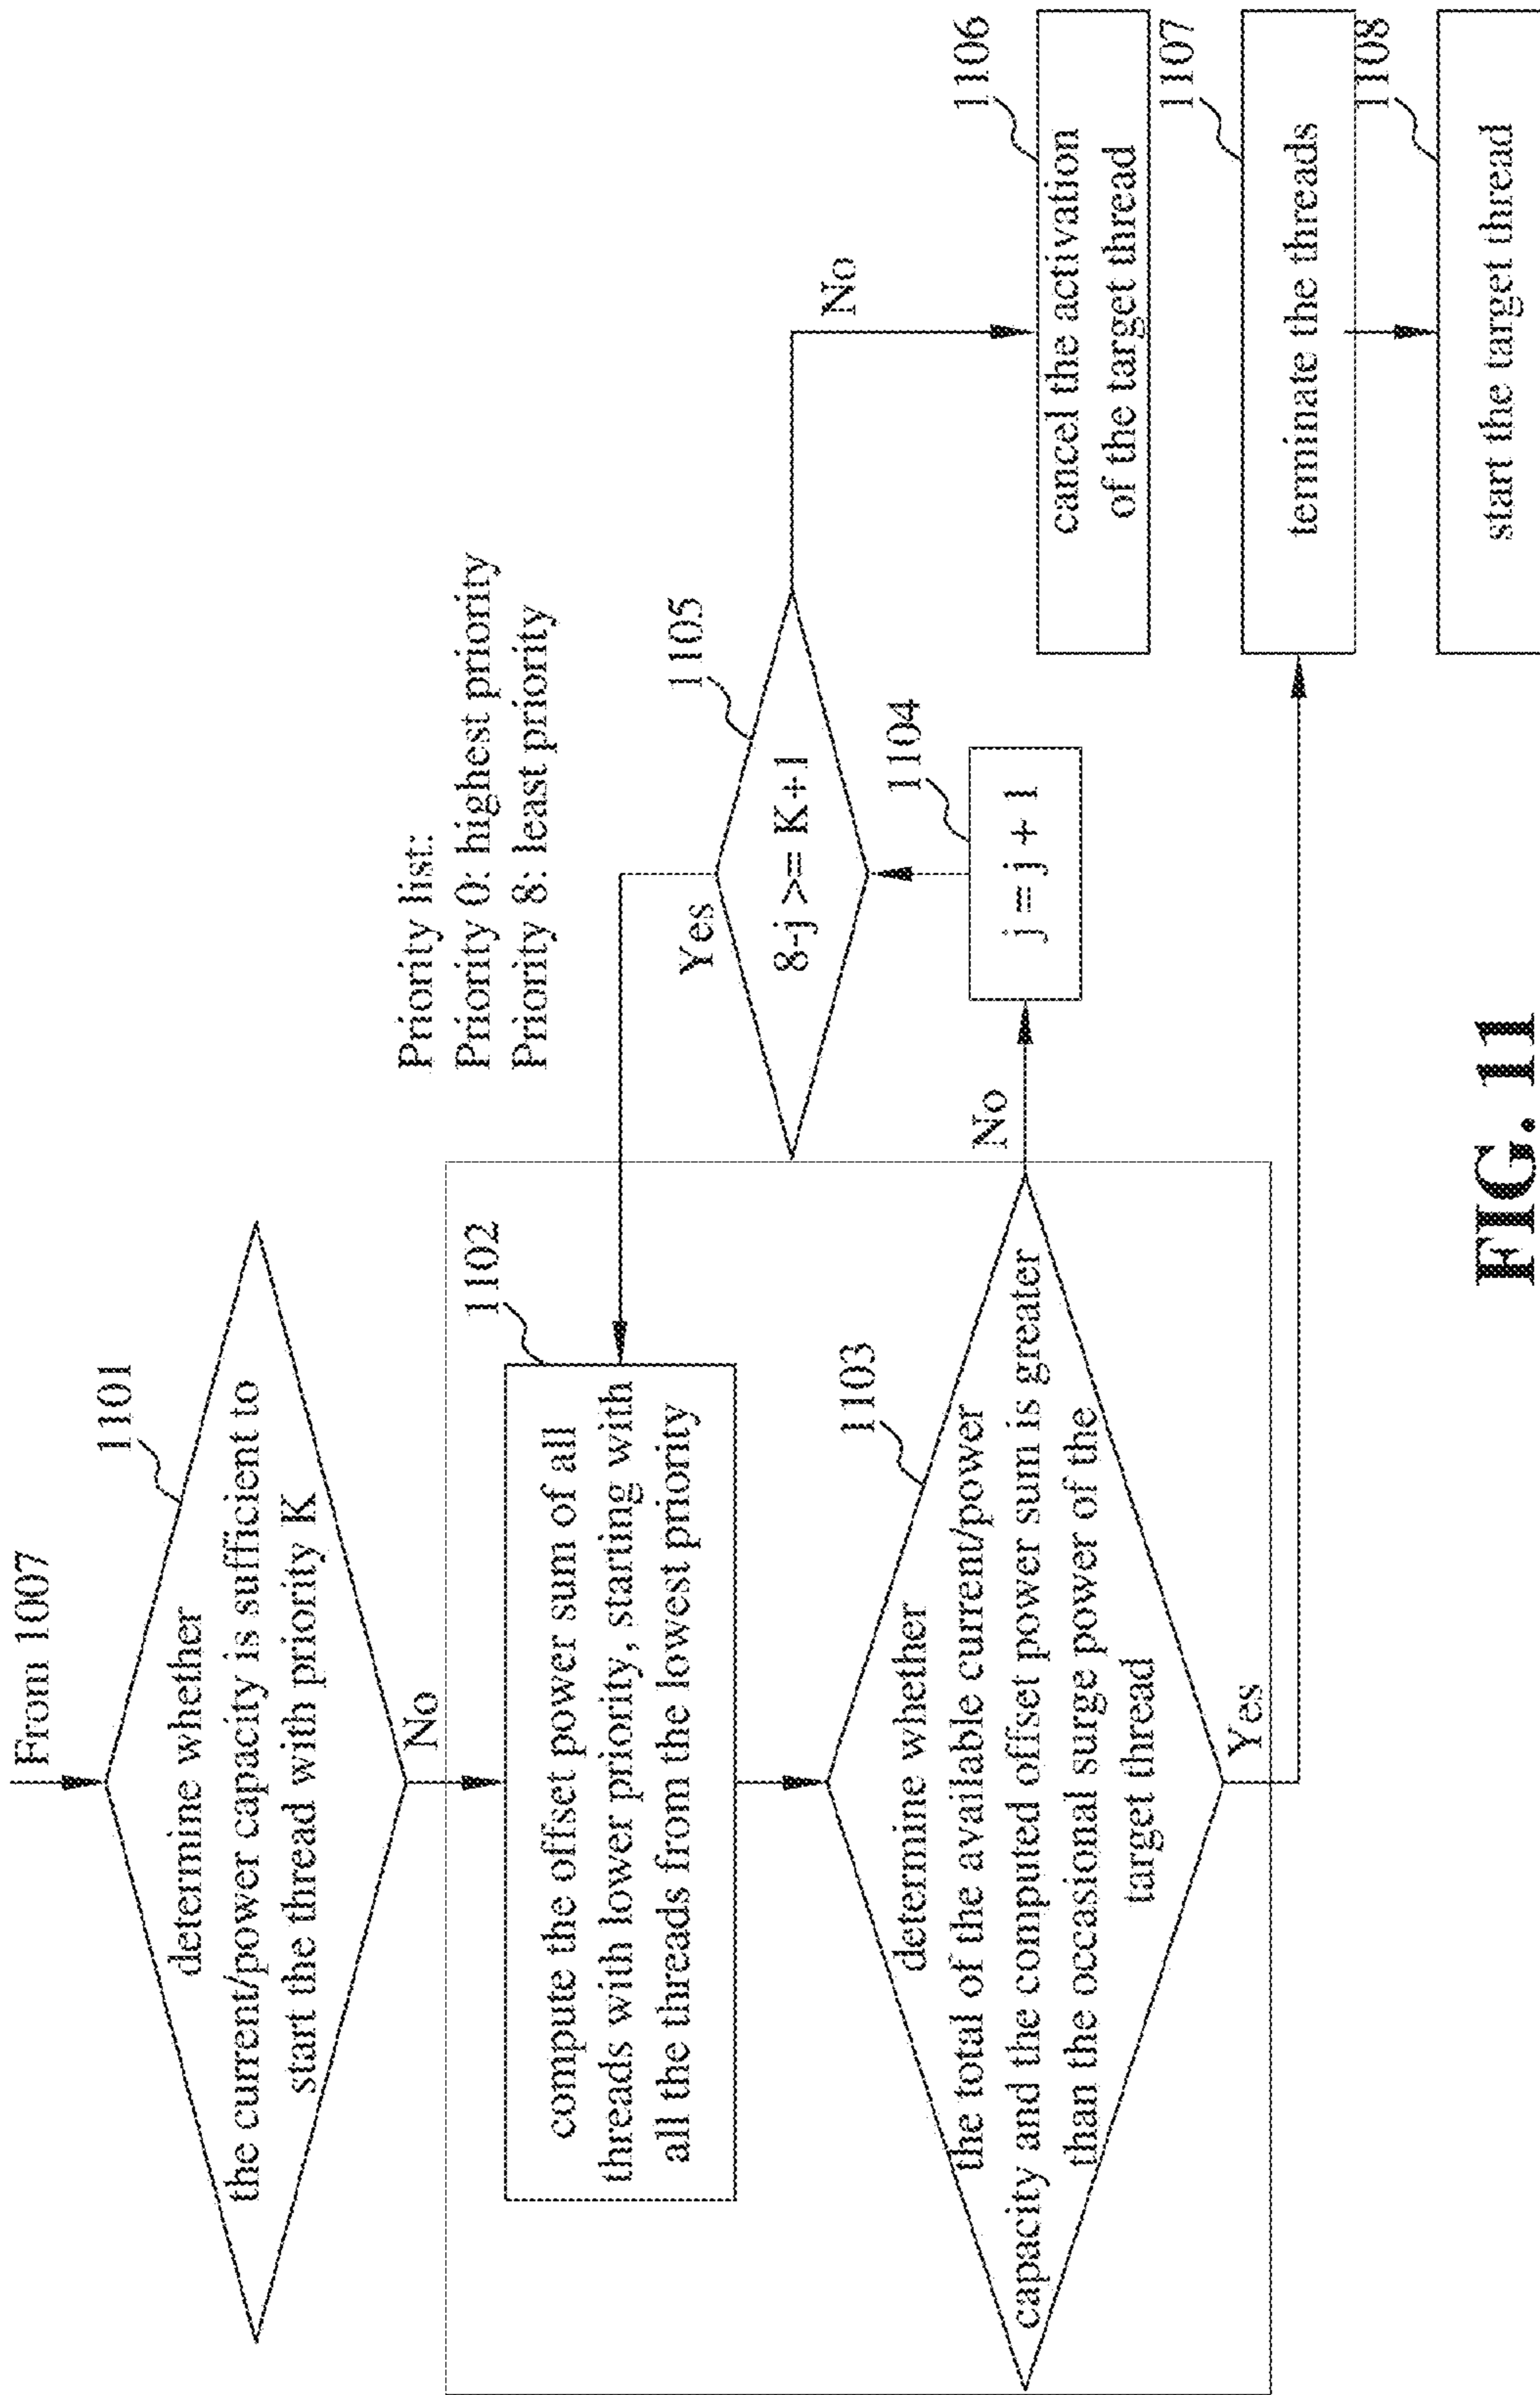 From 1007
1101
determine whether
the current/power capacity is sufficient to
start the thread with priority K
No
1102
compute the offset power sum of all
threads with lower priority, starting with
all the threads from the lowest priority
1103
determine whether
the total of the available current/power
capacity and the computed offset power sum is greater
than the occasional surge power of the
target thread
Yes
No
Priority list:
Priority 0: highest priority
Priority 8: least priority
1104
j = j + 1
1105
8-j >= K+1
Yes
No
1106
cancel the activation
of the target thread
1107
terminate the threads
1108
start the target thread
FIG. 11